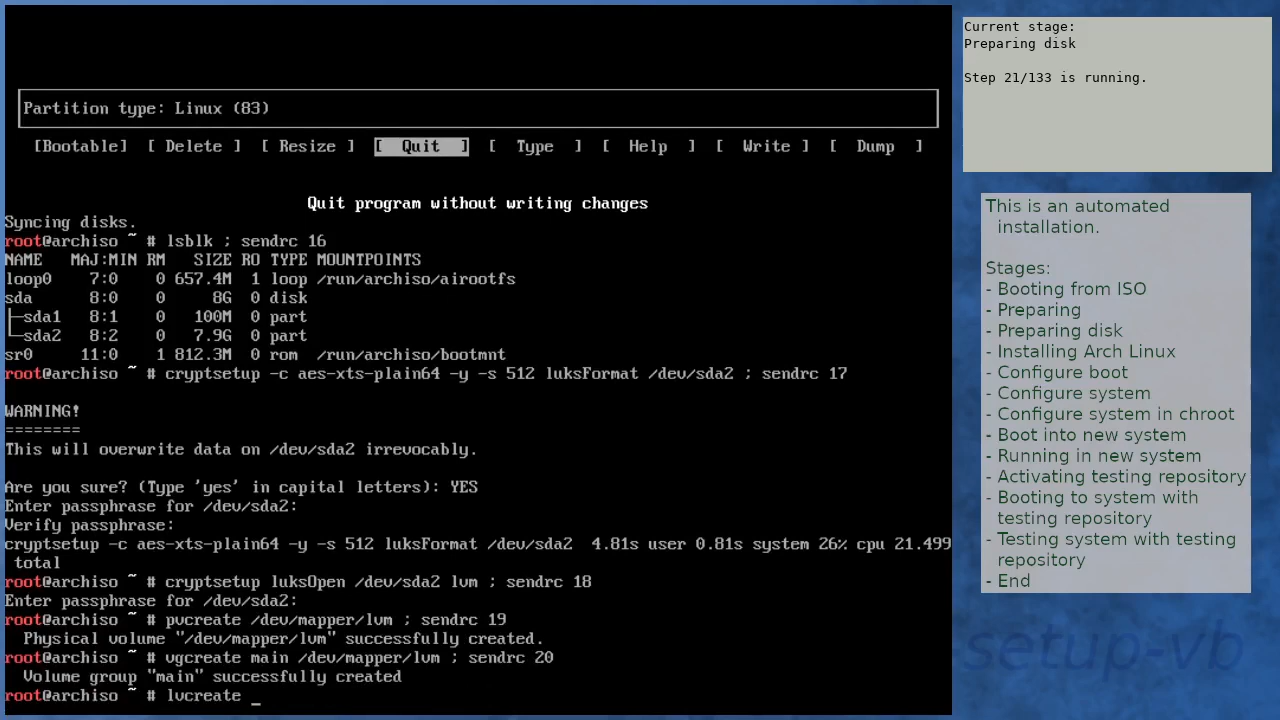 Partition type: Linux (83)
[Bootable] [ Delete ] [ Resize ] [ Quit ] [ Type ] [ Help ] [ Write ] [ Dump ]
Quit program without writing changes
Syncing disks.
root@archiso ~ # lsblk ; sendrc 16
NAME MAJ:MIN RM SIZE RO TYPE MOUNTPOINTS
loop0 7:0 0 657.4M 1 loop /run/archiso/airootfs
sda 8:0 0 8G 0 disk
├─sda1 8:1 0 100M 0 part
└─sda2 8:2 0 7.9G 0 part
sr0 11:0 1 812.3M 0 rom /run/archiso/bootmnt
root@archiso ~ # cryptsetup -c aes-xts-plain64 -y -s 512 luksFormat /dev/sda2 ; sendrc 17
WARNING!
========
This will overwrite data on /dev/sda2 irrevocably.
Are you sure? (Type 'yes' in capital letters): YES
Enter passphrase for /dev/sda2:
Verify passphrase:
cryptsetup -c aes-xts-plain64 -y -s 512 luksFormat /dev/sda2 4.81s user 0.81s system 26% cpu 21.499
total
root@archiso ~ # cryptsetup luksOpen /dev/sda2 lvm ; sendrc 18
Enter passphrase for /dev/sda2:
root@archiso ~ # pvcreate /dev/mapper/lvm ; sendrc 19
Physical volume "/dev/mapper/lvm" successfully created.
root@archiso ~ # vgcreate main /dev/mapper/lvm ; sendrc 20
Volume group "main" successfully created
root@archiso ~ # lvcreate _
Current stage:
Preparing disk
Step 21/133 is running.
This is an automated
installation.
Stages:
- Booting from ISO
- Preparing
- Preparing disk
- Installing Arch Linux
- Configure boot
- Configure system
- Configure system in chroot
- Boot into new system
- Running in new system
- Activating testing repository
- Booting to system with
testing repository
- Testing system with testing
repository
- End
-setup-vb